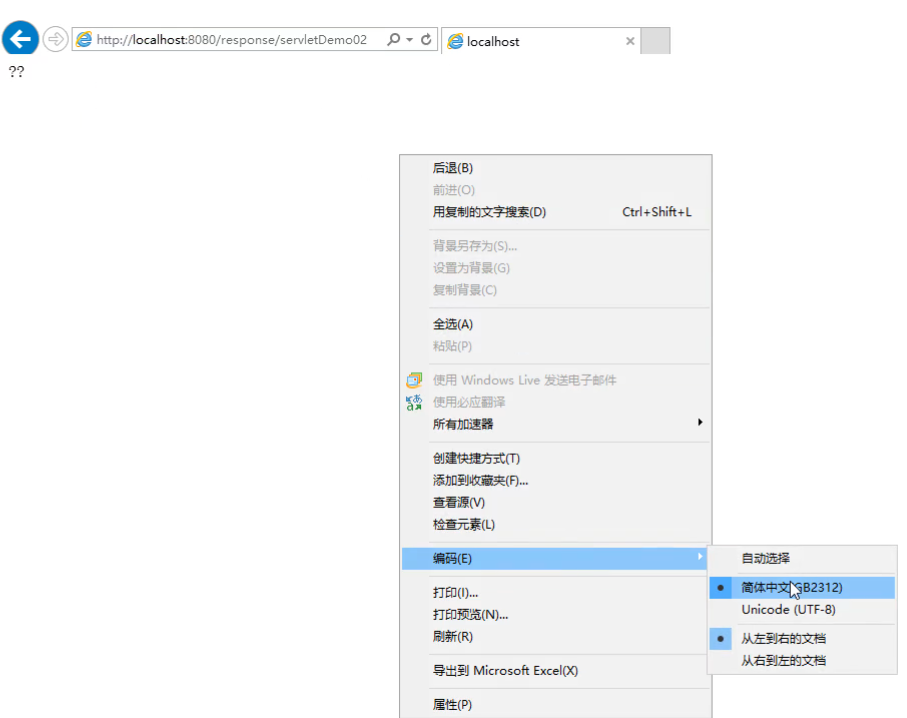 http://localhost:8080/response/servletDemo02
localhost
??
后退(B)
前进(O)
用复制的文字搜索(D) Ctrl+Shift+L
背景另存为(S)...
设置为背景(G)
复制背景(C)
全选(A)
粘贴(P)
使用 Windows Live 发送电子邮件
使用必应翻译
所有加速器
创建快捷方式(T)
添加到收藏夹(F)...
查看源(V)
检查元素(L)
编码(E)
自动选择
简体中文(GB2312)
Unicode (UTF-8)
从左到右的文档
从右到左的文档
打印(I)...
打印预览(N)...
刷新(R)
导出到 Microsoft Excel(X)
属性(P)